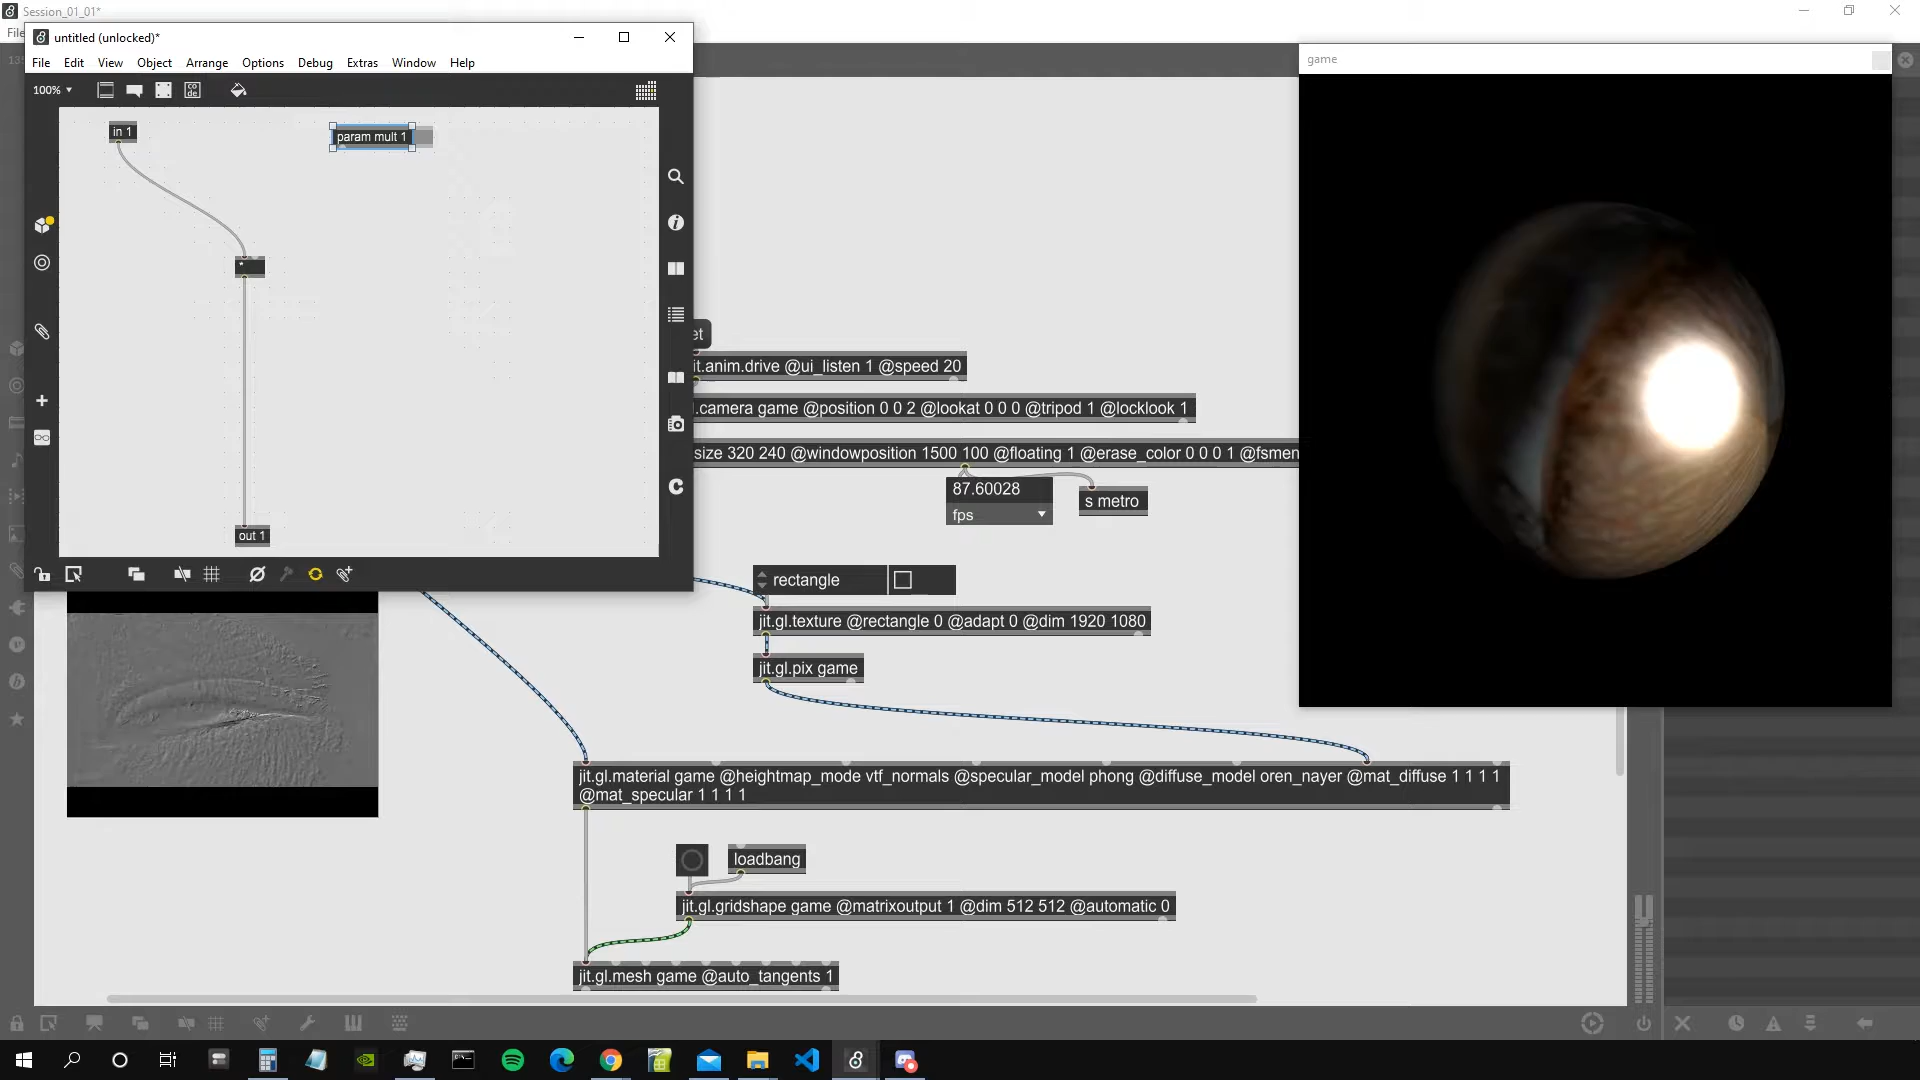 Session_01_01*
File
untitled (unlocked)*
File Edit View Object Arrange Options Debug Extras Window Help
100%
in 1
param mult 1
*
out 1
game
it.anim.drive @ui_listen 1 @speed 20
l.camera game @position 0 0 2 @lookat 0 0 0 @tripod 1 @locklook 1
size 320 240 @windowposition 1500 100 @floating 1 @erase_color 0 0 0 1 @fsmen
87.60028
fps
s metro
rectangle
jit.gl.texture @rectangle 0 @adapt 0 @dim 1920 1080
jit.gl.pix game
jit.gl.material game @heightmap_mode vtf_normals @specular_model phong @diffuse_model oren_nayer @mat_diffuse 1 1 1 1
@mat_specular 1 1 1 1
loadbang
jit.gl.gridshape game @matrixoutput 1 @dim 512 512 @automatic 0
jit.gl.mesh game @auto_tangents 1